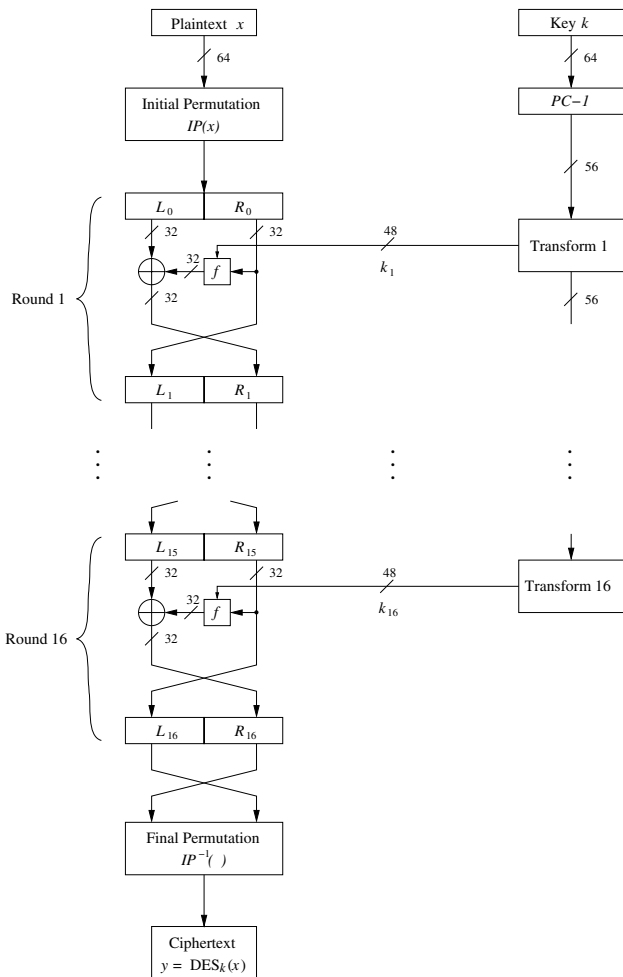 Plaintext x
Key k
64
64
Initial Permutation
IP(x)
PC−1
56
L0 R0
32
32
48
32
f
k1
Transform 1
32
56
Round 1
L1 R1
L15 R15
32
32
48
32
f
k16
Transform 16
32
Round 16
L16 R16
Final Permutation
IP−1( )
Ciphertext
y = DESk(x)